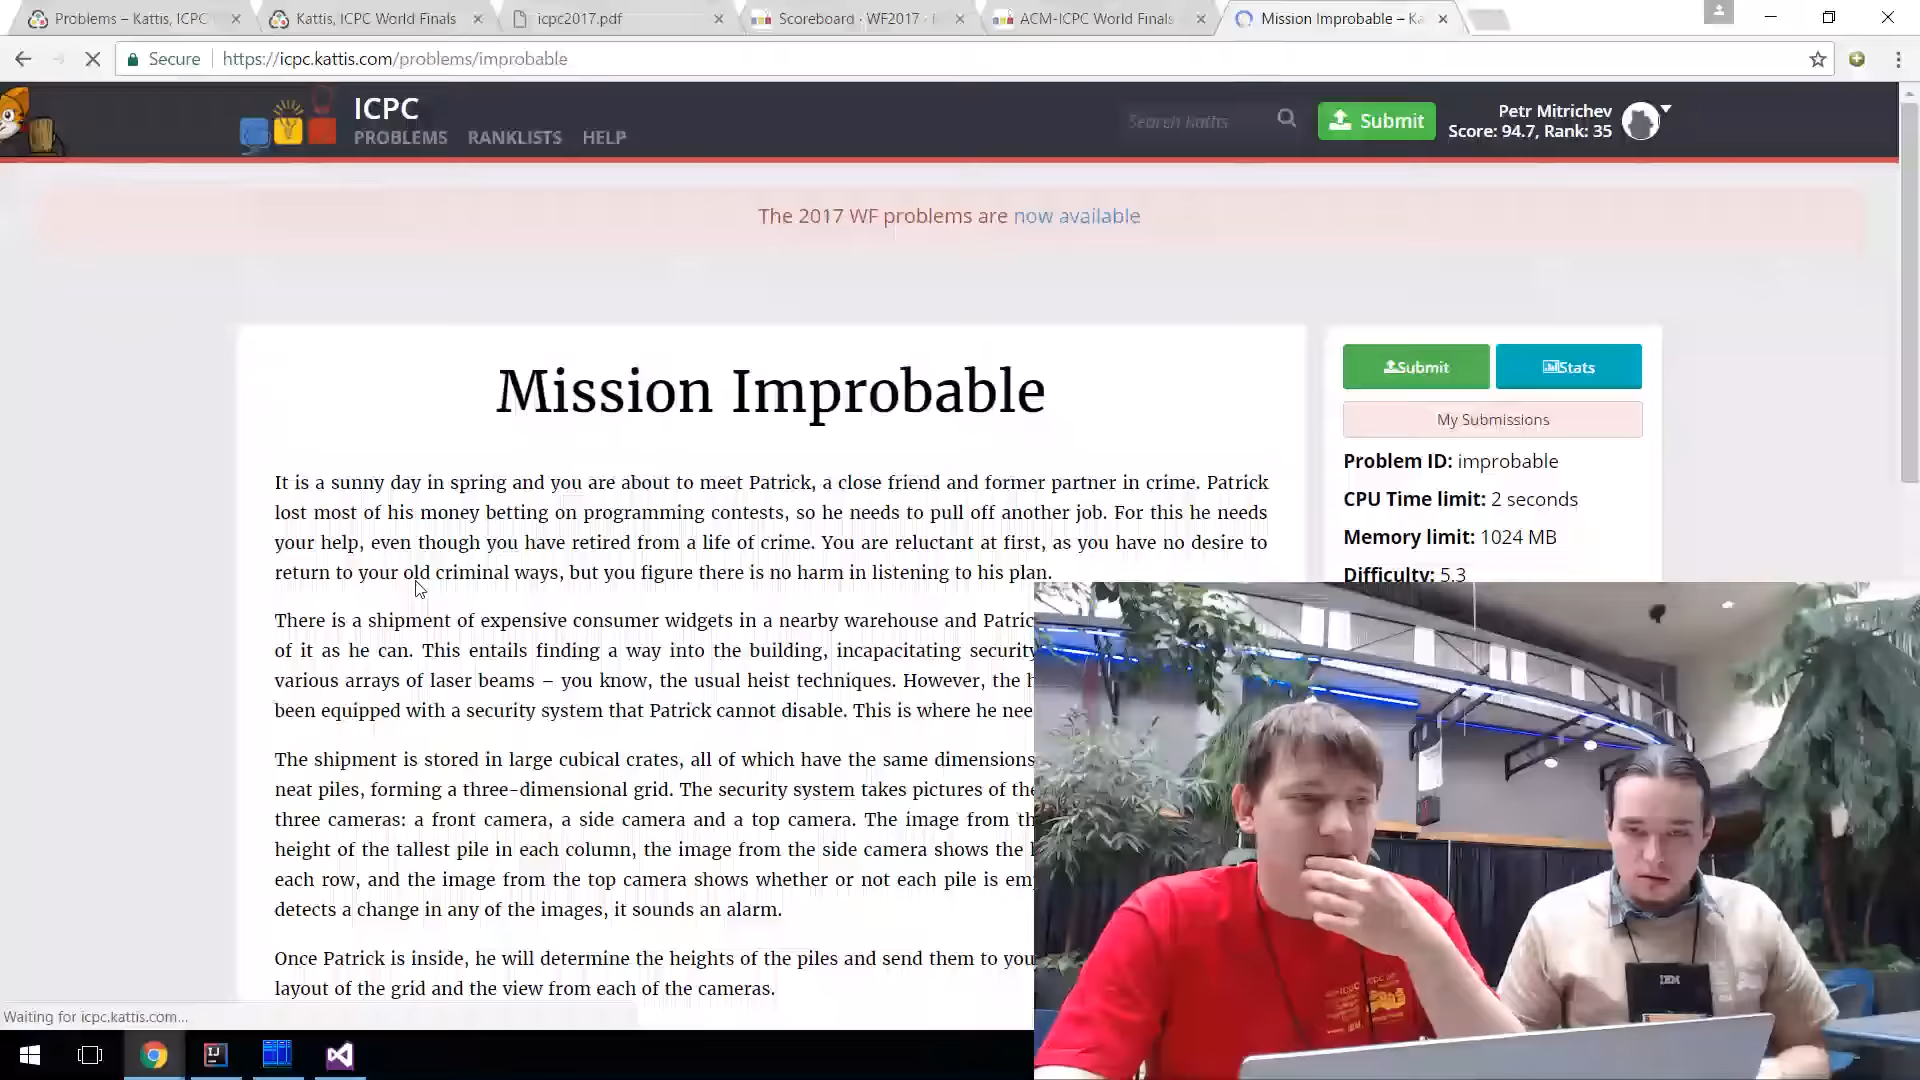 Problems – Kattis, ICPC
Kattis, ICPC World Finals
icpc2017.pdf
Scoreboard · WF2017 ·
ACM-ICPC World Finals
Mission Improbable – Ka
Secure
https://icpc.kattis.com/problems/improbable
ICPC
PROBLEMS RANKLISTS HELP
Search Kattis
Submit
Petr Mitrichev
Score: 94.7, Rank: 35
The 2017 WF problems are now available
Mission Improbable
Submit
Stats
My Submissions
Problem ID: improbable
CPU Time limit: 2 seconds
Memory limit: 1024 MB
Difficulty: 5.3
It is a sunny day in spring and you are about to meet Patrick, a close friend and former partner in crime. Patrick
lost most of his money betting on programming contests, so he needs to pull off another job. For this he needs
your help, even though you have retired from a life of crime. You are reluctant at first, as you have no desire to
return to your old criminal ways, but you figure there is no harm in listening to his plan.
There is a shipment of expensive consumer widgets in a nearby warehouse and Patric
of it as he can. This entails finding a way into the building, incapacitating security
various arrays of laser beams – you know, the usual heist techniques. However, the h
been equipped with a security system that Patrick cannot disable. This is where he nee
The shipment is stored in large cubical crates, all of which have the same dimensions
neat piles, forming a three-dimensional grid. The security system takes pictures of the
three cameras: a front camera, a side camera and a top camera. The image from th
height of the tallest pile in each column, the image from the side camera shows the
each row, and the image from the top camera shows whether or not each pile is em
detects a change in any of the images, it sounds an alarm.
Once Patrick is inside, he will determine the heights of the piles and send them to you
layout of the grid and the view from each of the cameras.
Waiting for icpc.kattis.com...
IBM